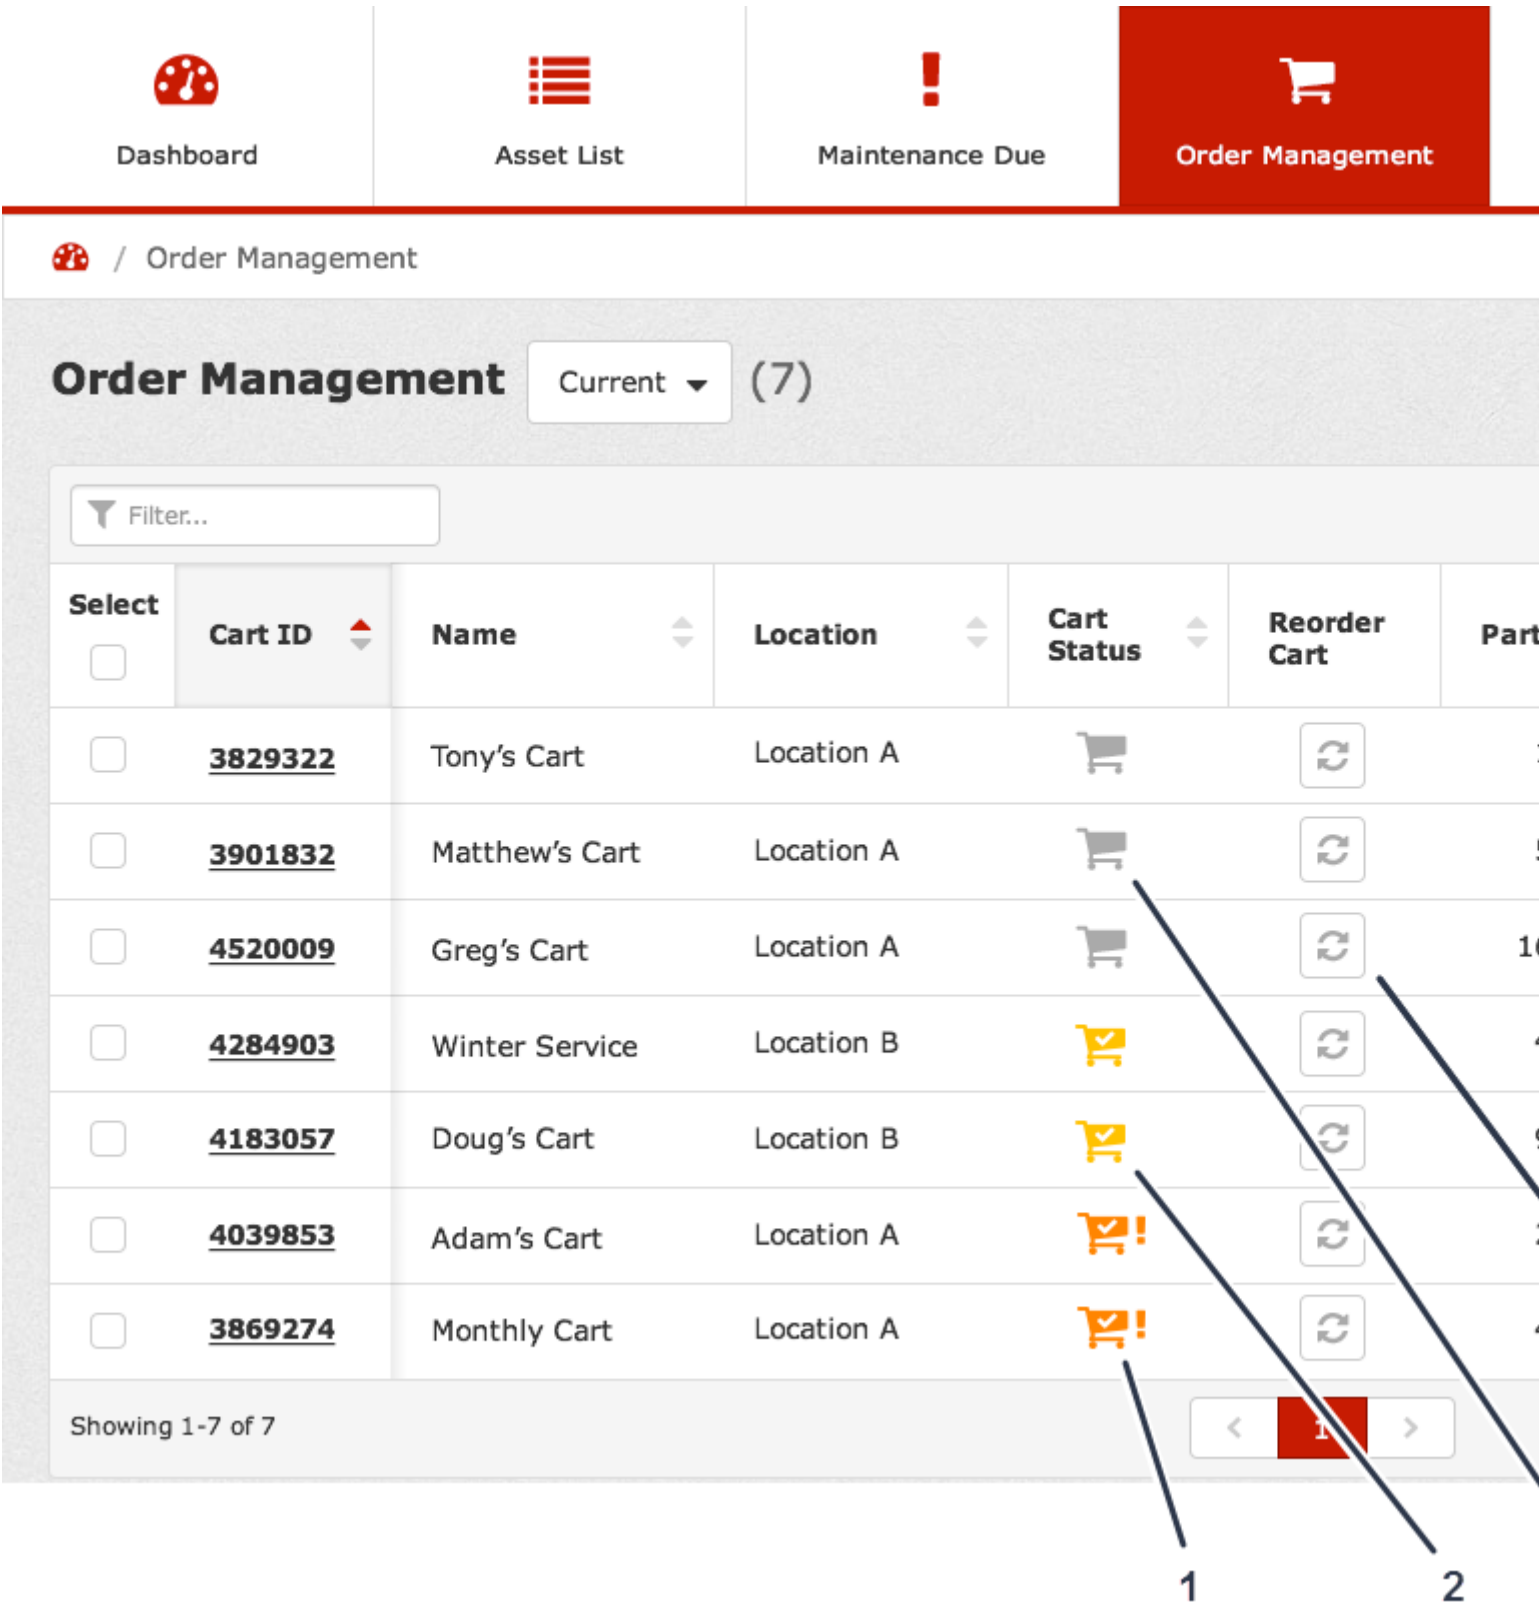 Dashboard
Asset List
Maintenance Due
Order Management
/ Order Management
Order Management Current (7)
Filter...
Select
Cart ID
Name
Location
Cart Status
Reorder Cart
3829322 Tony's Cart Location A
3901832 Matthew's Cart Location A
4520009 Greg's Cart Location A
4284903 Winter Service Location B
4183057 Doug's Cart Location B
4039853 Adam's Cart Location A
3869274 Monthly Cart Location A
Showing 1-7 of 7
< 1 >
1 2